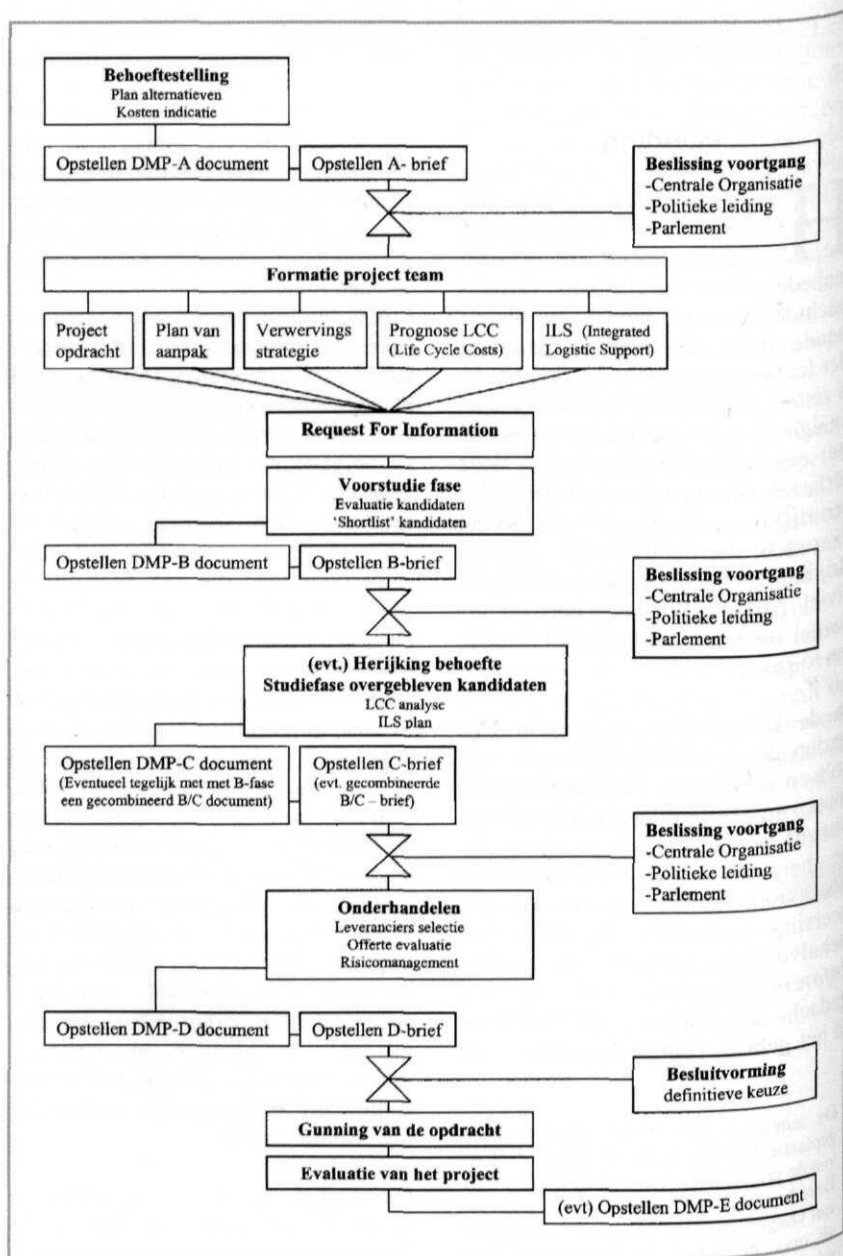 Behoeftestelling
Plan alternatieven
Kosten indicatie
Opstellen DMP-A document
Opstellen A- brief
Beslissing voortgang
-Centrale Organisatie
-Politieke leiding
-Parlement
Formatie project team
Project
opdracht
Plan van
aanpak
Verwervings
strategie
Prognose LCC
(Life Cycle Costs)
ILS (Integrated
Logistic Support)
Request For Information
Voorstudie fase
Evaluatie kandidaten
'Shortlist' kandidaten
Opstellen DMP-B document
Opstellen B-brief
Beslissing voortgang
-Centrale Organisatie
-Politieke leiding
-Parlement
(evt.) Herijking behoefte
Studiefase overgebleven kandidaten
LCC analyse
ILS plan
Opstellen DMP-C document
(Eventueel tegelijk met met B-fase
een gecombineerd B/C document)
Opstellen C-brief
(evt. gecombineerde
B/C – brief)
Beslissing voortgang
-Centrale Organisatie
-Politieke leiding
-Parlement
Onderhandelen
Leveranciers selectie
Offerte evaluatie
Risicomanagement
Opstellen DMP-D document
Opstellen D-brief
Besluitvorming
definitieve keuze
Gunning van de opdracht
Evaluatie van het project
(evt) Opstellen DMP-E document